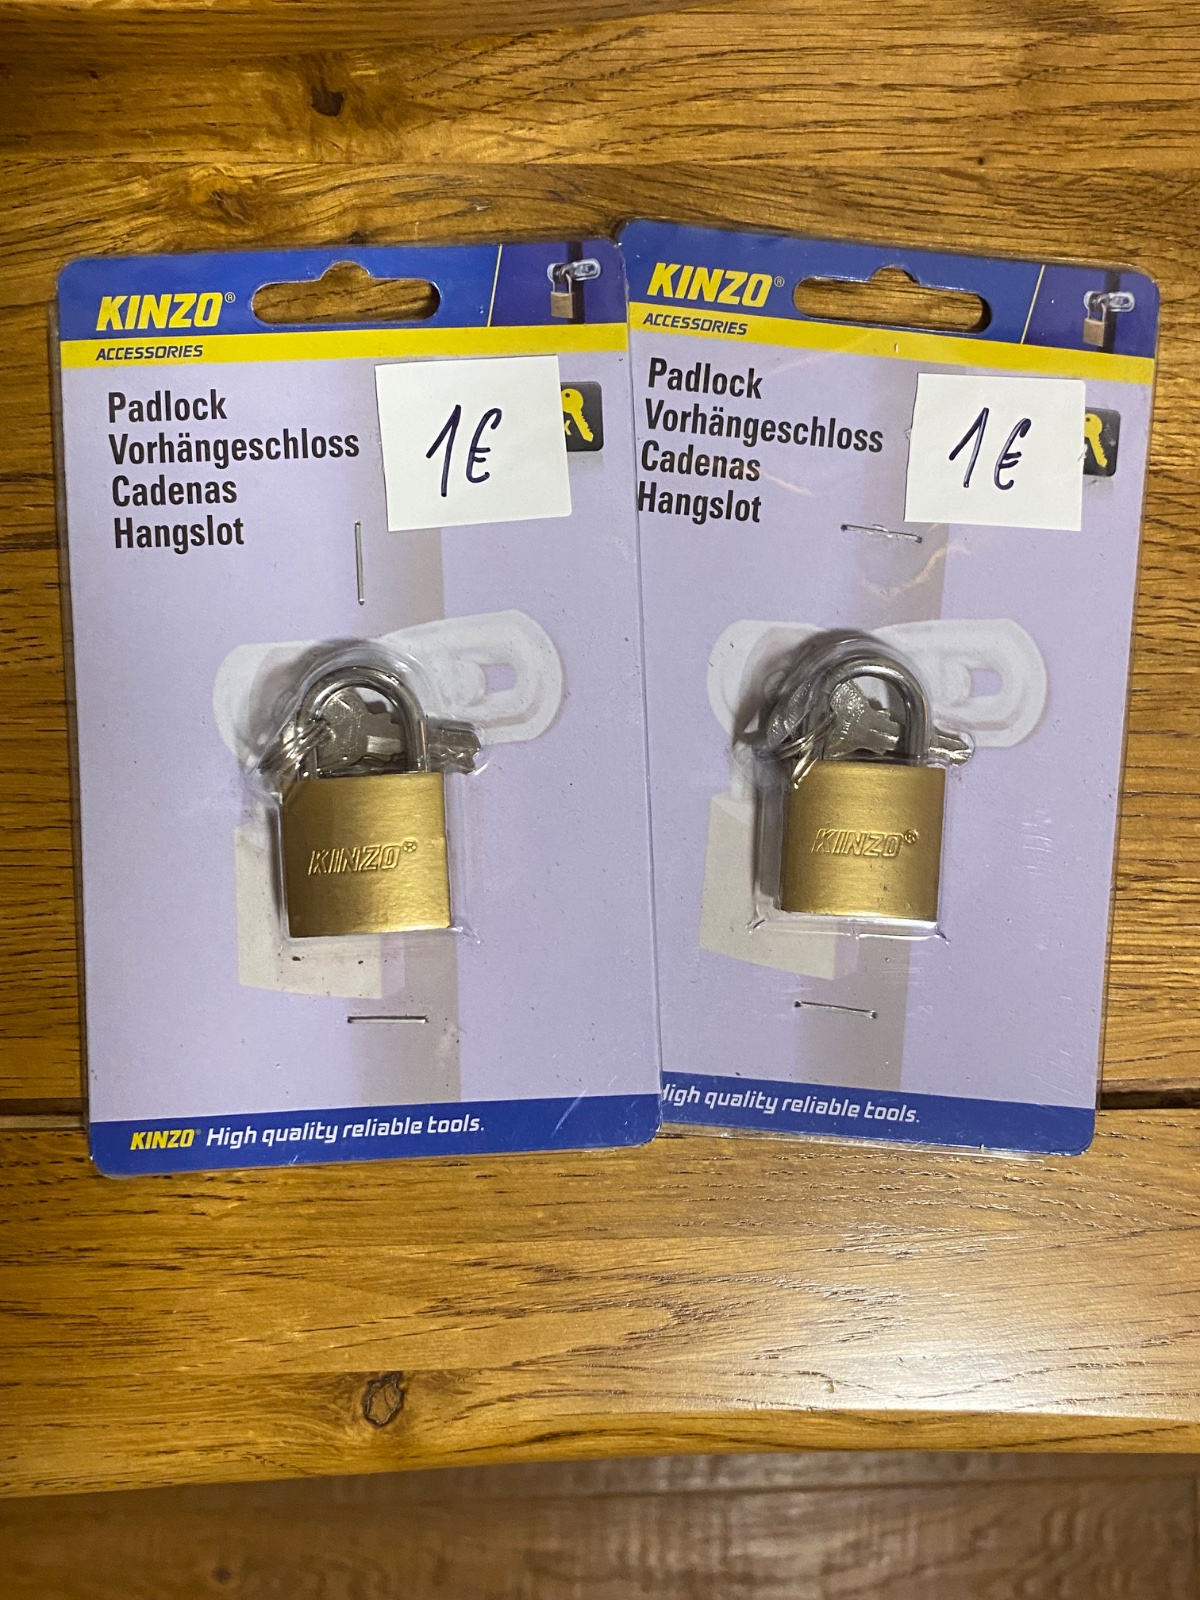 KINZO®
ACCESSORIES
Padlock
Vorhängeschloss
Cadenas
Hangslot
1€
KINZO®
KINZO® High quality reliable tools.
KINZO®
ACCESSORIES
Padlock
Vorhängeschloss
Cadenas
Hangslot
1€
KINZO®
High quality reliable tools.